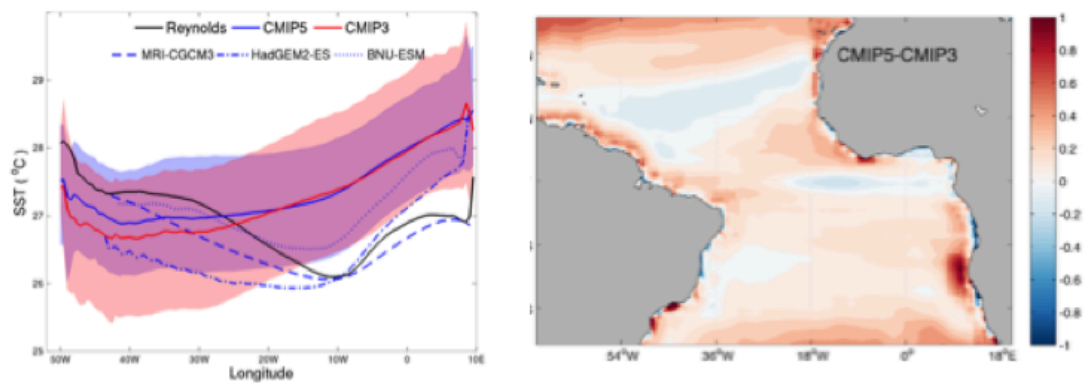 Reynolds CMIP5 CMIP3
MRI-CGCM3 HadGEM2-ES BNU-ESM
29
28
27
26
25
SST (°C)
50W 40W 30W 20W 10W 0 10E
Longitude
CMIP5-CMIP3
54°W 36°W 18°W 0° 18°E
1
0.8
0.6
0.4
0.2
0
-0.2
-0.4
-0.6
-0.8
-1